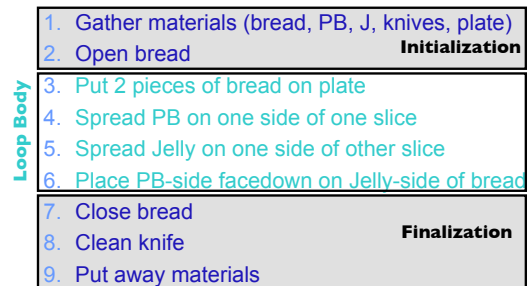 1. Gather materials (bread, PB, J, knives, plate)
2. Open bread
Initialization
Loop Body
3. Put 2 pieces of bread on plate
4. Spread PB on one side of one slice
5. Spread Jelly on one side of other slice
6. Place PB-side facedown on Jelly-side of bread
7. Close bread
8. Clean knife
Finalization
9. Put away materials